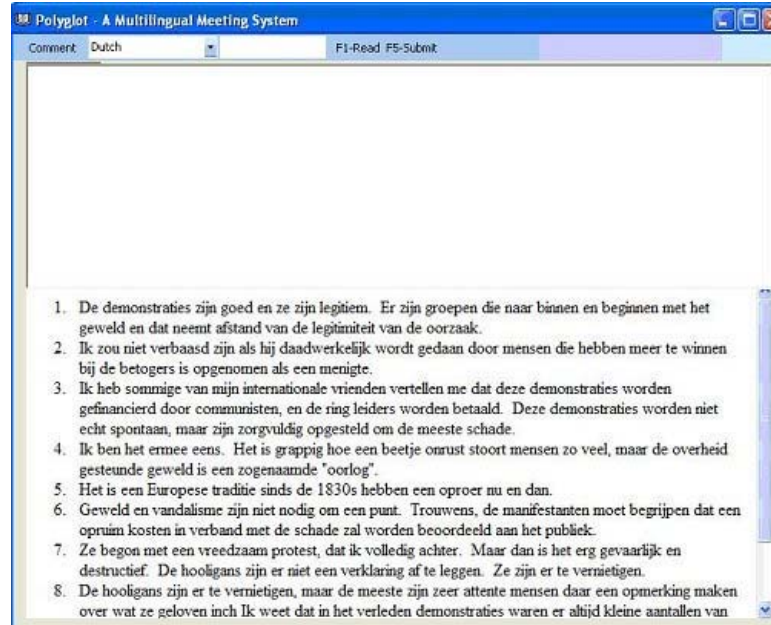 Polyglot - A Multilingual Meeting System
Comment Dutch F1-Read F5-Submit
1. De demonstraties zijn goed en ze zijn legitiem. Er zijn groepen die naar binnen en beginnen met het
geweld en dat neemt afstand van de legitimiteit van de oorzaak.
2. Ik zou niet verbaasd zijn als hij daadwerkelijk wordt gedaan door mensen die hebben meer te winnen
bij de betogers is opgenomen als een menigte.
3. Ik heb sommige van mijn internationale vrienden vertellen me dat deze demonstraties worden
gefinancierd door communisten, en de ring leiders worden betaald. Deze demonstraties worden niet
echt spontaan, maar zijn zorgvuldig opgesteld om de meeste schade.
4. Ik ben het ermee eens. Het is grappig hoe een beetje onrust stoort mensen zo veel, maar de overheid
gesteunde geweld is een zogenaamde "oorlog".
5. Het is een Europese traditie sinds de 1830s hebben een oproer nu en dan.
6. Geweld en vandalisme zijn niet nodig om een punt. Trouwens, de manifestanten moet begrijpen dat een
opruim kosten in verband met de schade zal worden beoordeeld aan het publiek.
7. Ze begon met een vreedzaam protest, dat ik volledig achter. Maar dan is het erg gevaarlijk en
destructief. De hooligans zijn er niet een verklaring af te leggen. Ze zijn er te vernietigen.
8. De hooligans zijn er te vernietigen, maar de meeste zijn zeer attente mensen daar een opmerking maken
over wat ze geloven inch Ik weet dat in het verleden demonstraties waren er altijd kleine aantallen van